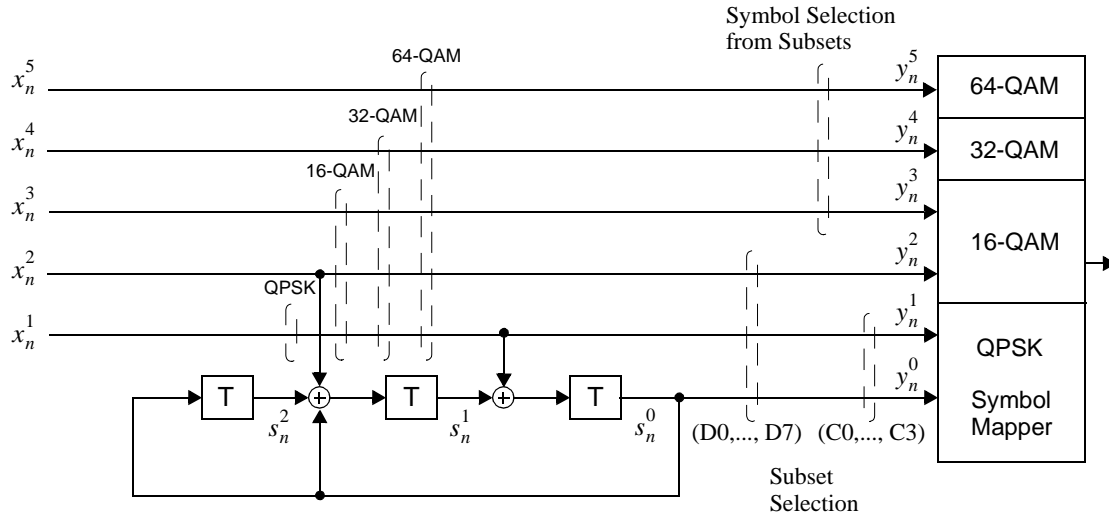 Symbol Selection
from Subsets
64-QAM
x_n^5
y_n^5
64-QAM
32-QAM
x_n^4
y_n^4
32-QAM
16-QAM
x_n^3
y_n^3
16-QAM
x_n^2
y_n^2
QPSK
x_n^1
y_n^1
QPSK
Symbol
Mapper
T
+
T
+
T
y_n^0
s_n^2
s_n^1
s_n^0
(D0,..., D7)
(C0,..., C3)
Subset
Selection